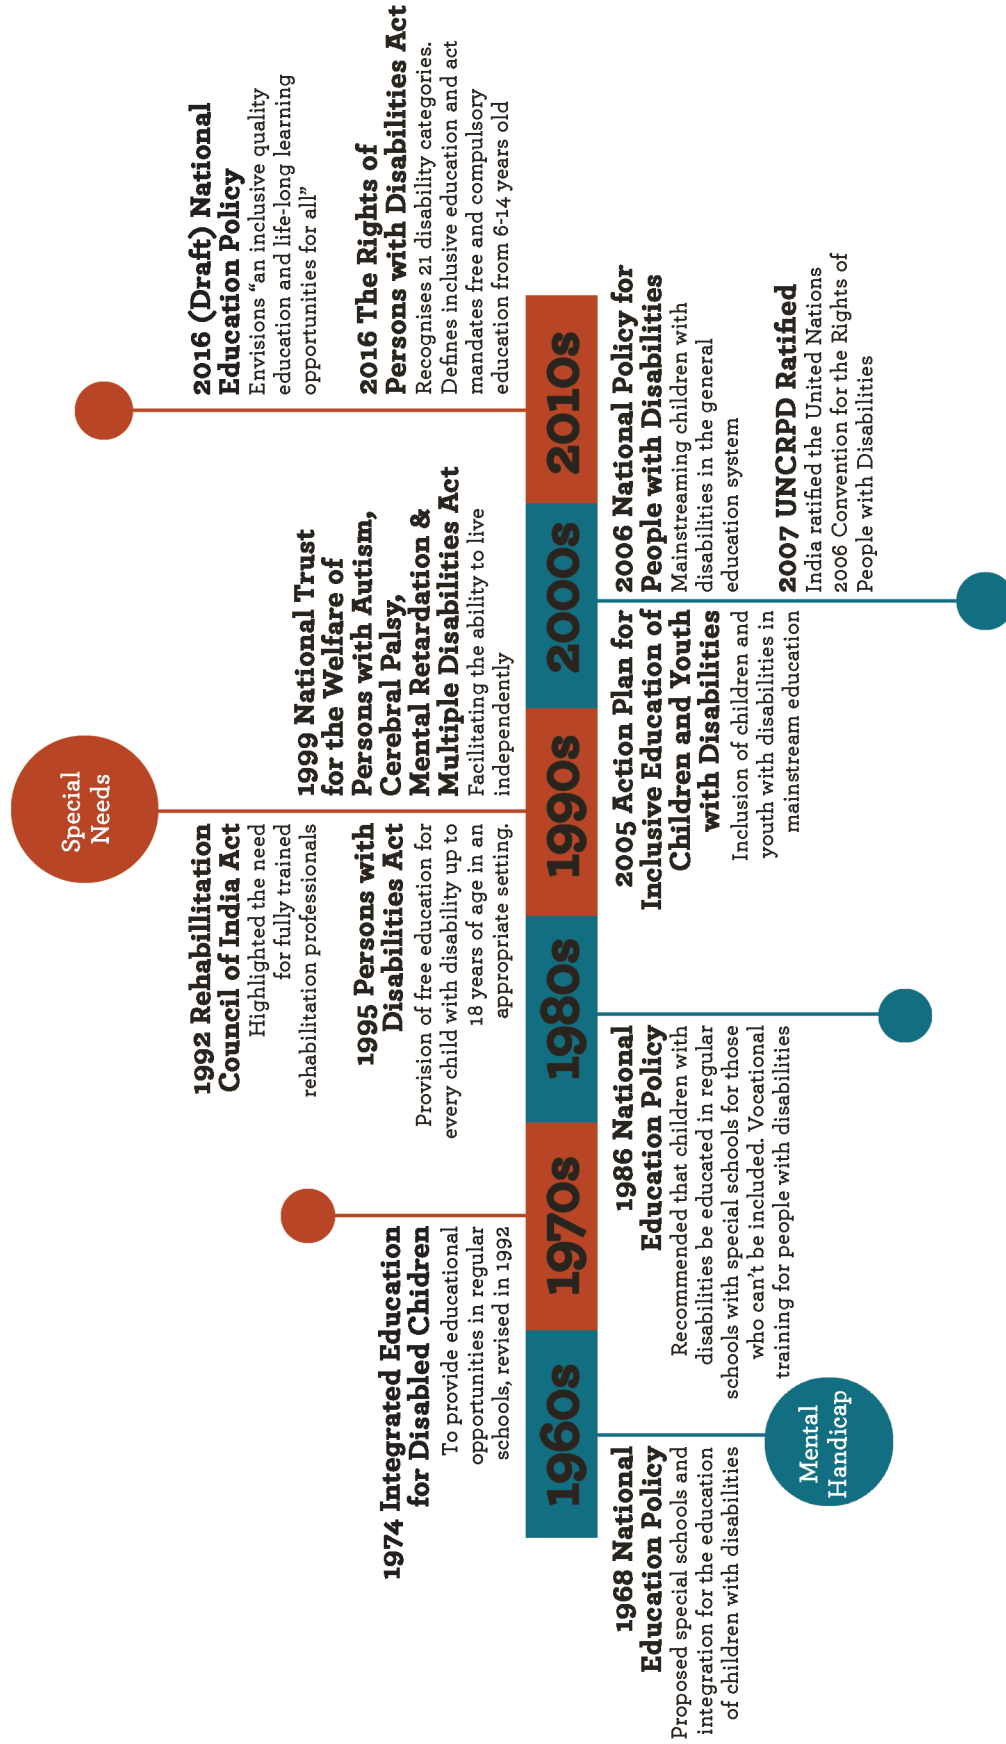 1968 National
Education Policy
Proposed special schools and
integration for the education
of children with disabilities
Mental
Handicap
1960s
1974 Integrated Education
for Disabled Chidren
To provide educational
opportunities in regular
schools, revised in 1992
1970s
1986 National
Education Policy
Recommended that children with
disabilities be educated in regular
schools with special schools for those
who can't be included. Vocational
training for people with disabilities
1980s
1992 Rehabillitation
Council of India Act
Highlighted the need
for fully trained
rehabilitation professionals
1995 Persons with
Disabilities Act
Provision of free education for
every child with disability up to
18 years of age in an
appropriate setting.
Special
Needs
1999 National Trust
for the Welfare of
Persons with Autism,
Cerebral Palsy,
Mental Retardation &
Multiple Disabilities Act
Facilitating the ability to live
independently
1990s
2005 Action Plan for
Inclusive Education of
Children and Youth
with Disabilities
Inclusion of children and
youth with disabilities in
mainstream education
2000s
2006 National Policy for
People with Disabilities
Mainstreaming children with
disabilities in the general
education system
2007 UNCRPD Ratified
India ratified the United Nations
2006 Convention for the Rights of
People with Disabilities
2010s
2016 (Draft) National
Education Policy
Envisions "an inclusive quality
education and life-long learning
opportunities for all"
2016 The Rights of
Persons with Disabilities Act
Recognises 21 disability categories.
Defines inclusive education and act
mandates free and compulsory
education from 6-14 years old